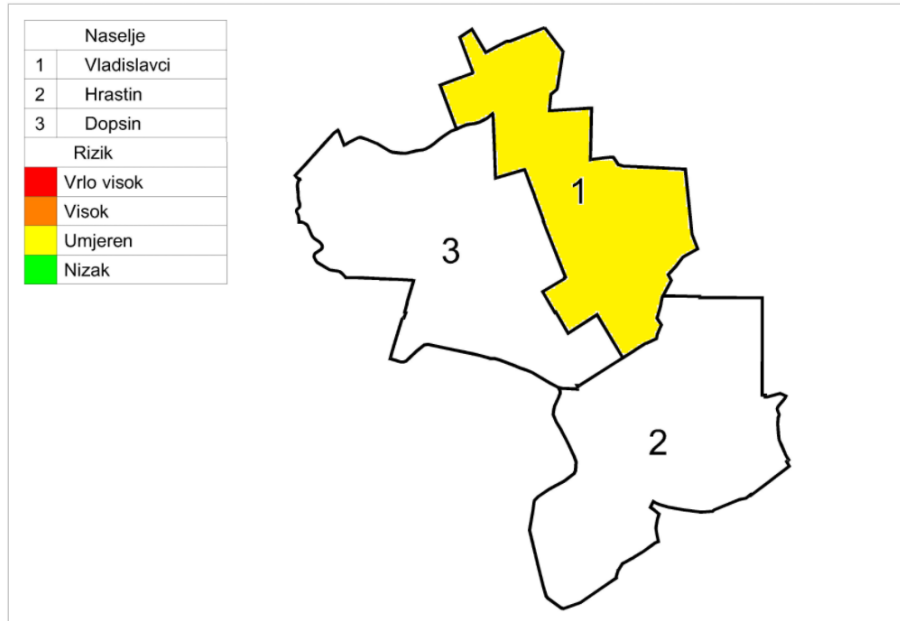 Naselje
1 Vladislavci
2 Hrastin
3 Dopsin
Rizik
Vrlo visok
Visok
Umjeren
Nizak
1
3
2